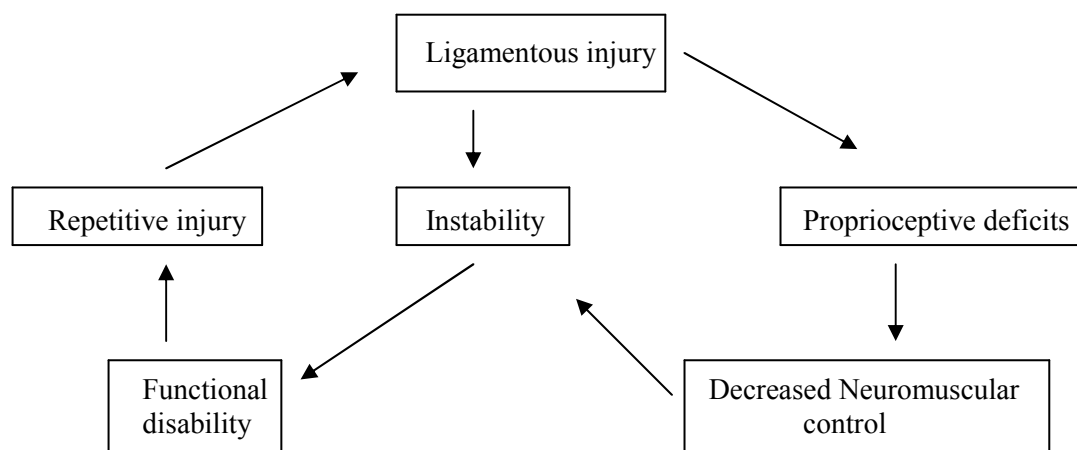 Ligamentous injury
Repetitive injury
Instability
Proprioceptive deficits
Functional
disability
Decreased Neuromuscular
control